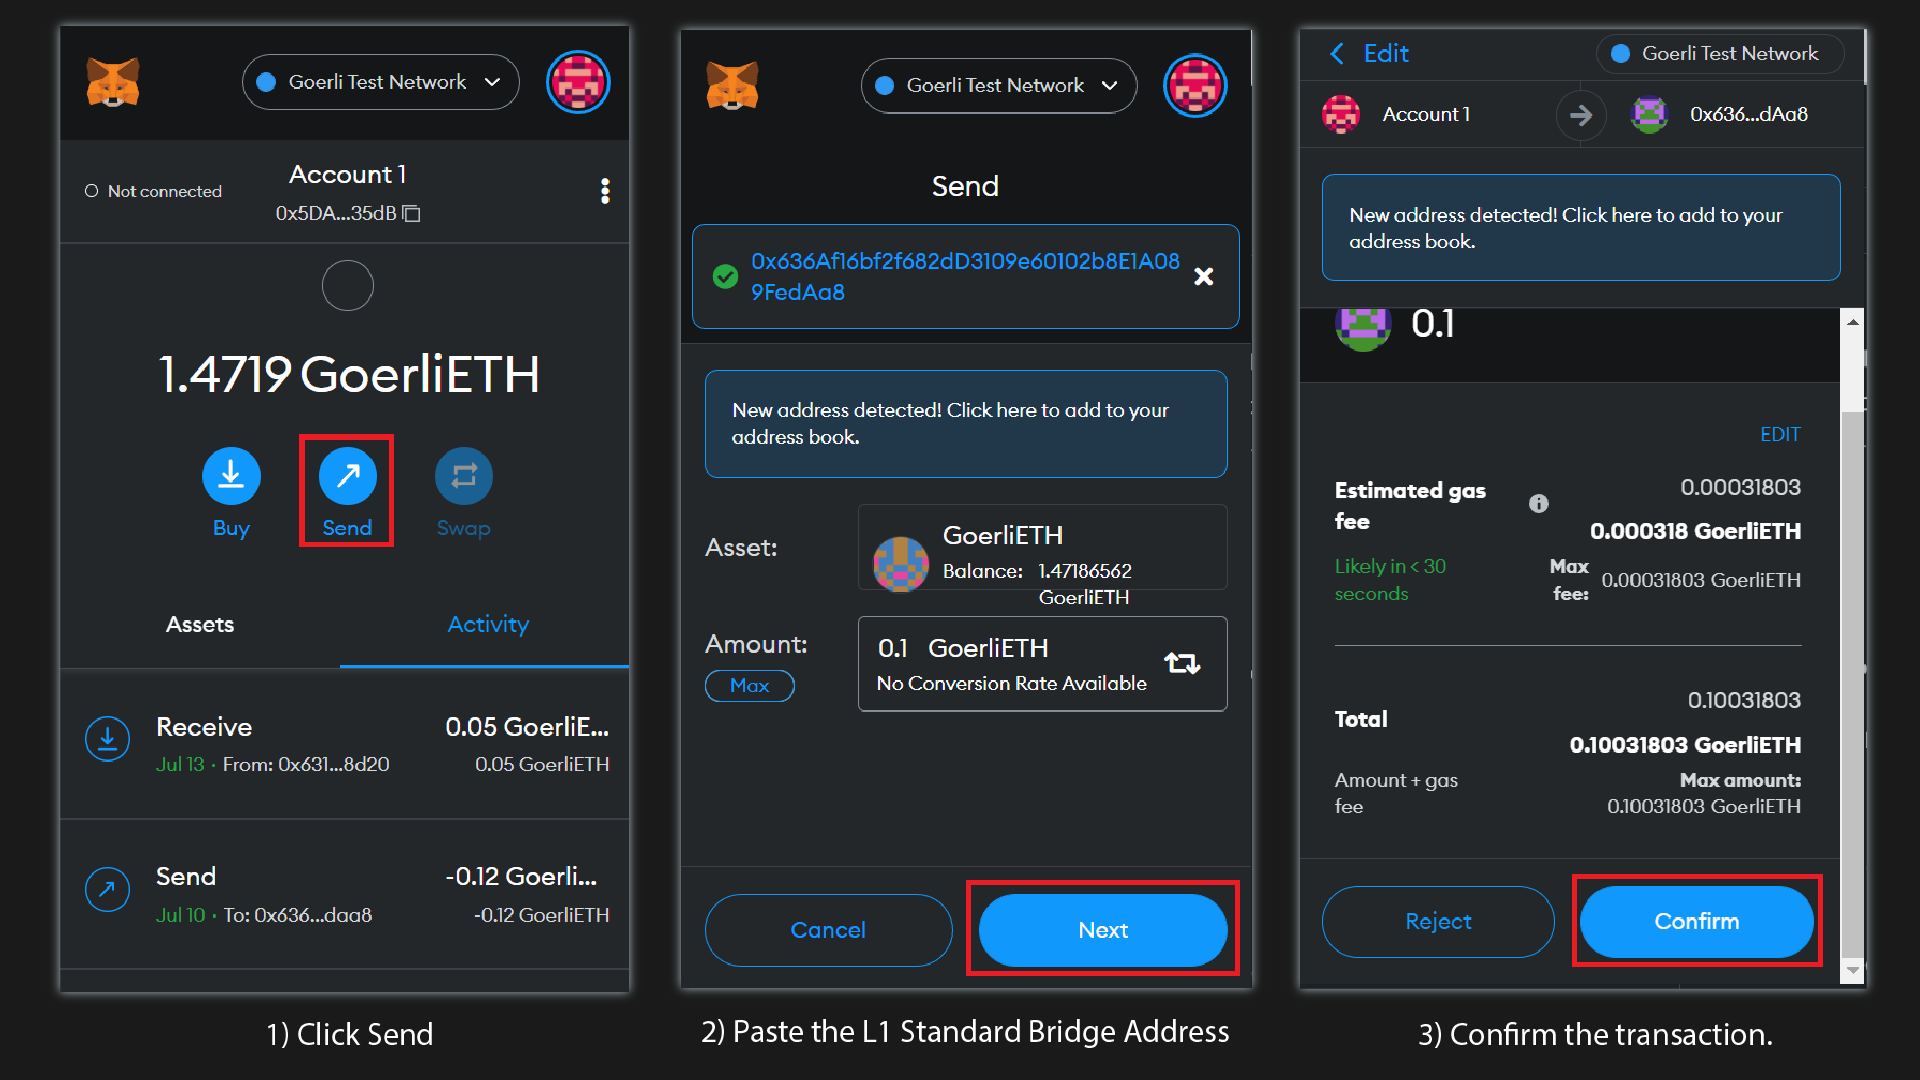 Goerli Test Network
Not connected
Account 1
0x5DA...35dB
1.4719 GoerliETH
Buy
Send
Swap
Assets
Activity
Receive
0.05 GoerliE...
Jul 13 · From: 0x631...8d20
0.05 GoerliETH
Send
-0.12 Goerli...
Jul 10 · To: 0x636...daa8
-0.12 GoerliETH
1) Click Send
Goerli Test Network
Send
0x636Af16bf2f682dD3109e60102b8E1A08
9FedAa8
New address detected! Click here to add to your
address book.
Asset:
GoerliETH
Balance: 1.47186562
GoerliETH
Amount:
Max
0.1 GoerliETH
No Conversion Rate Available
Cancel
Next
2) Paste the L1 Standard Bridge Address
Edit
Goerli Test Network
Account 1
0x636...dAa8
New address detected! Click here to add to your
address book.
0.1
EDIT
Estimated gas
fee
0.00031803
0.000318 GoerliETH
Likely in < 30
seconds
Max
fee:
0.00031803 GoerliETH
Total
0.10031803
0.10031803 GoerliETH
Amount + gas
fee
Max amount:
0.10031803 GoerliETH
Reject
Confirm
3) Confirm the transaction.